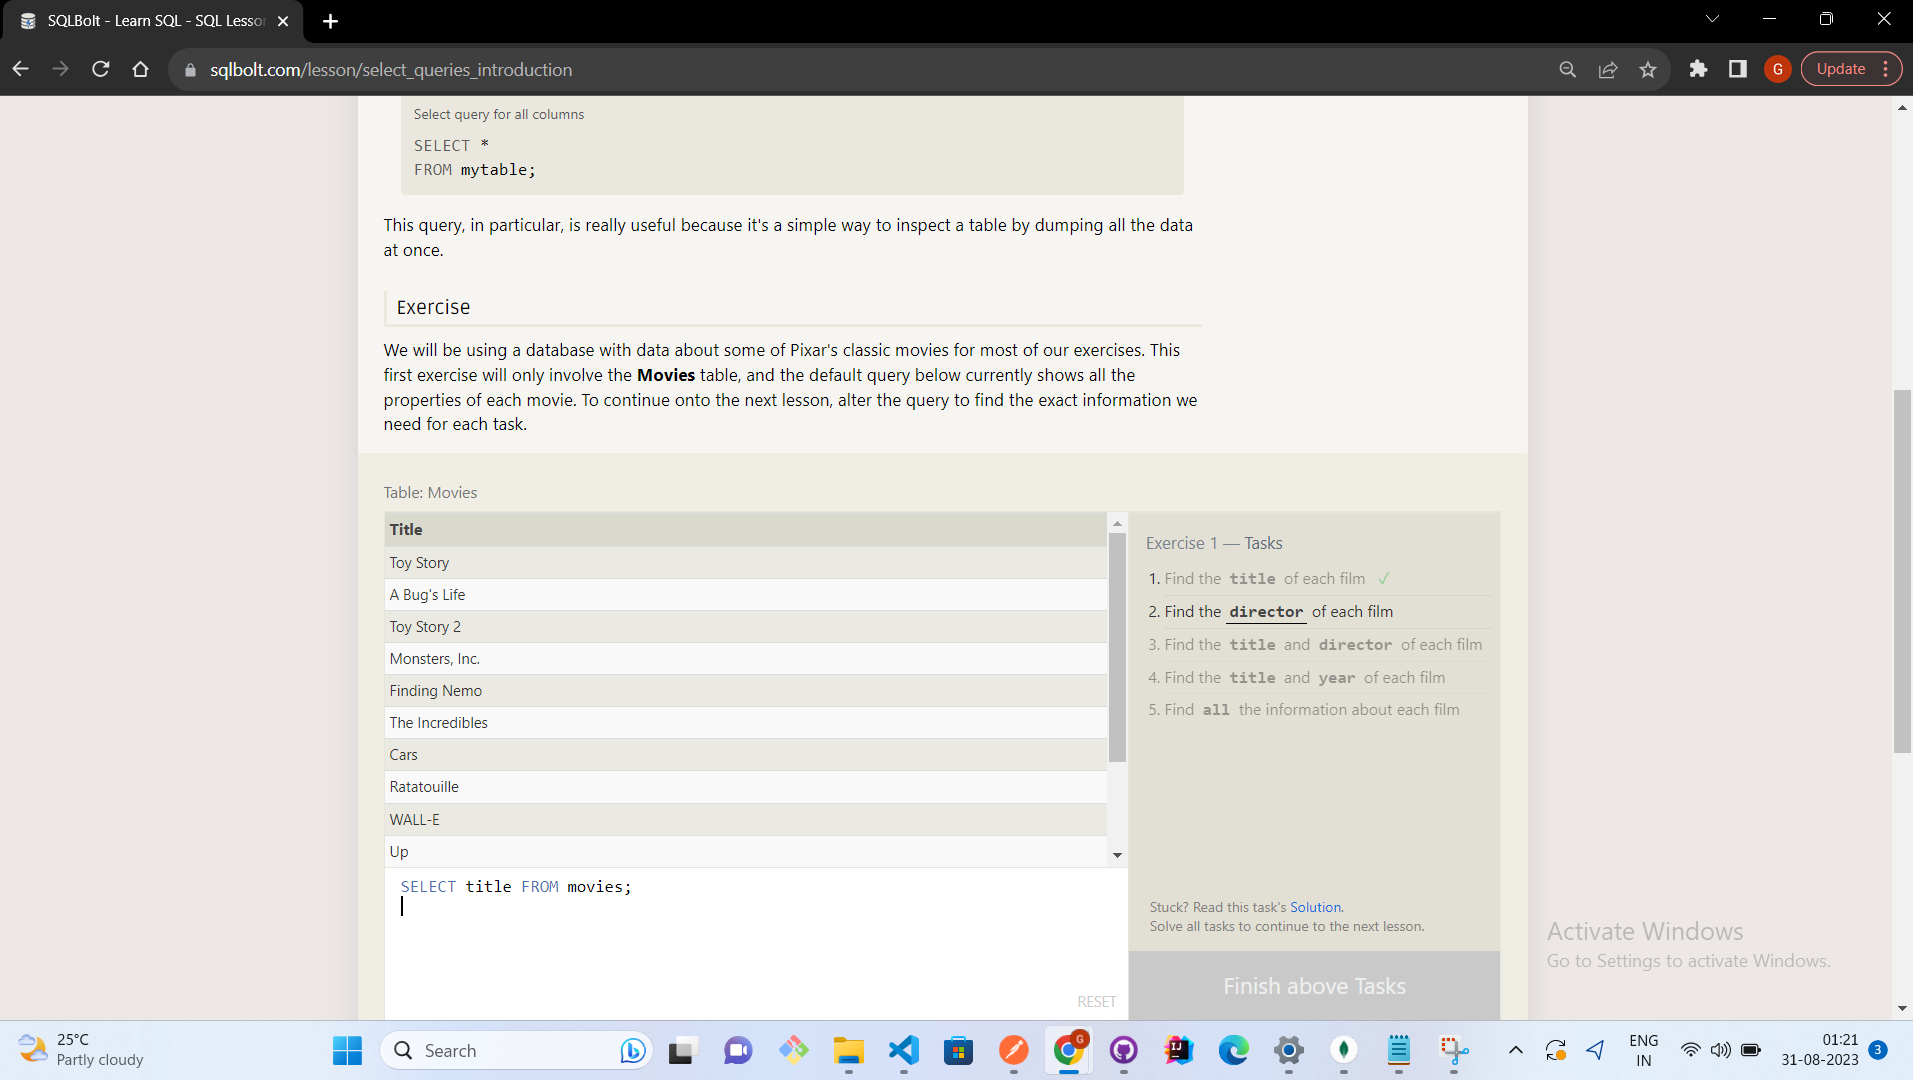 SQLBolt - Learn SQL - SQL Lesso
sqlbolt.com/lesson/select_queries_introduction
G
Update
Select query for all columns
SELECT *
FROM mytable;
This query, in particular, is really useful because it's a simple way to inspect a table by dumping all the data
at once.
Exercise
We will be using a database with data about some of Pixar's classic movies for most of our exercises. This
first exercise will only involve the Movies table, and the default query below currently shows all the
properties of each movie. To continue onto the next lesson, alter the query to find the exact information we
need for each task.
Table: Movies
Title
Toy Story
A Bug's Life
Toy Story 2
Monsters, Inc.
Finding Nemo
The Incredibles
Cars
Ratatouille
WALL-E
Up
SELECT title FROM movies;
RESET
Exercise 1 — Tasks
1. Find the title of each film ✓
2. Find the director of each film
3. Find the title and director of each film
4. Find the title and year of each film
5. Find all the information about each film
Stuck? Read this task's Solution.
Solve all tasks to continue to the next lesson.
Finish above Tasks
Activate Windows
Go to Settings to activate Windows.
25°C
Partly cloudy
Search
G
IJ
ENG
IN
01:21
31-08-2023
3